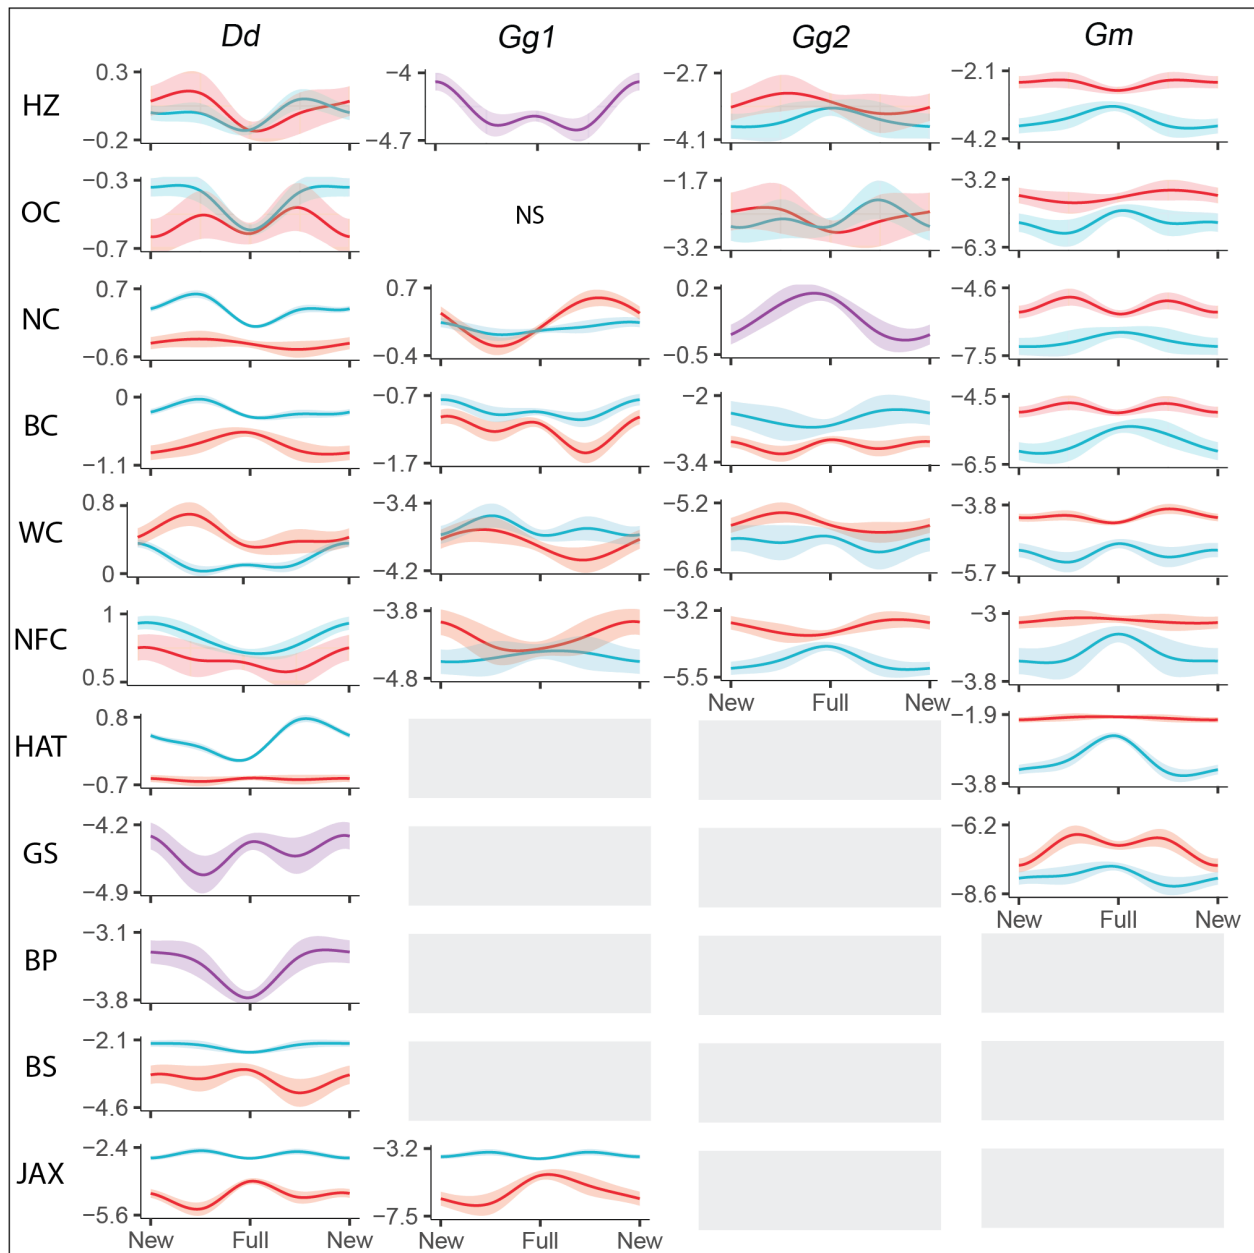 Dd Gg1 Gg2 Gm
HZ 0.3 −0.2 −4 −4.7 −2.7 −4.1 −2.1 −4.2
OC −0.3 −0.7 NS −1.7 −3.2 −3.2 −6.3
NC 0.7 −0.6 0.7 −0.4 0.2 −0.5 −4.6 −7.5
BC 0 −1.1 −0.7 −1.7 −2 −3.4 −4.5 −6.5
WC 0.8 0 −3.4 −4.2 −5.2 −6.6 −3.8 −5.7
NFC 1 0.5 −3.8 −4.8 −3.2 −5.5 −3 −3.8
New Full New
HAT 0.8 −0.7 −1.9 −3.8
GS −4.2 −4.9 −6.2 −8.6
New Full New
BP −3.1 −3.8
BS −2.1 −4.6
JAX −2.4 −5.6 −3.2 −7.5
New Full New New Full New